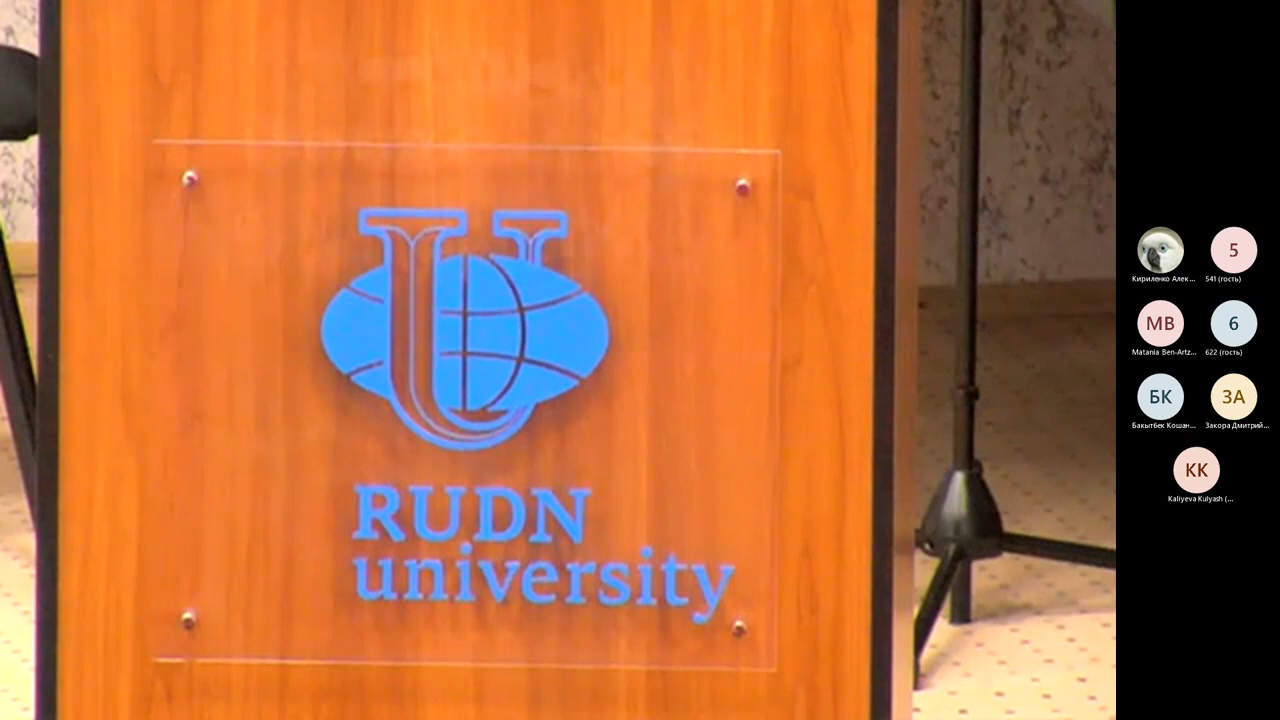 RUDN
university
Кириленко Алек...
5
541 (гость)
MB
Matania Ben-Artz...
6
622 (гость)
БК
Бакытбек Кошан...
ЗА
Закора Дмитрий...
KK
Kaliyeva Kulyash (...